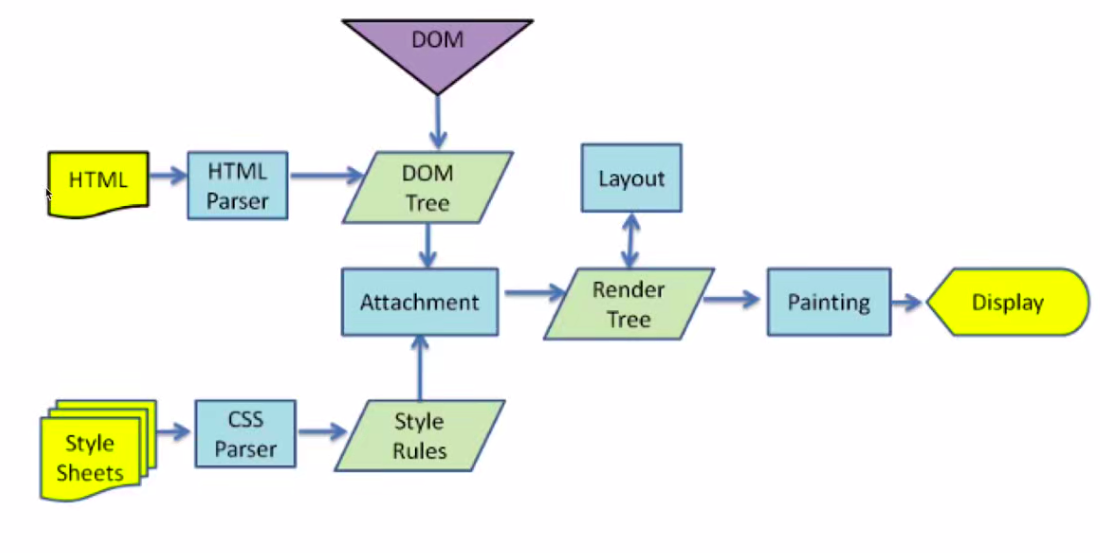 DOM
HTML
HTML
Parser
DOM
Tree
Layout
Attachment
Render
Tree
Painting
Display
Style
Sheets
CSS
Parser
Style
Rules